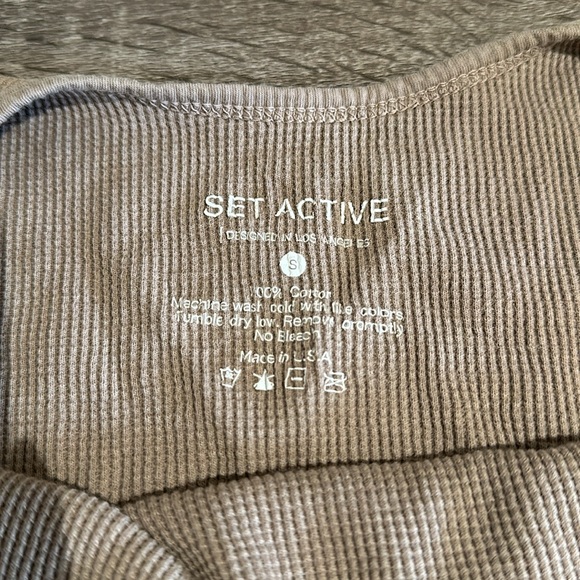 SET ACTIVE
DESIGNED IN LOS ANGELES
S
100% Cotton
Machine wash cold with like colors
Tumble dry low. Remove promptly
No Bleach
Made in U.S.A